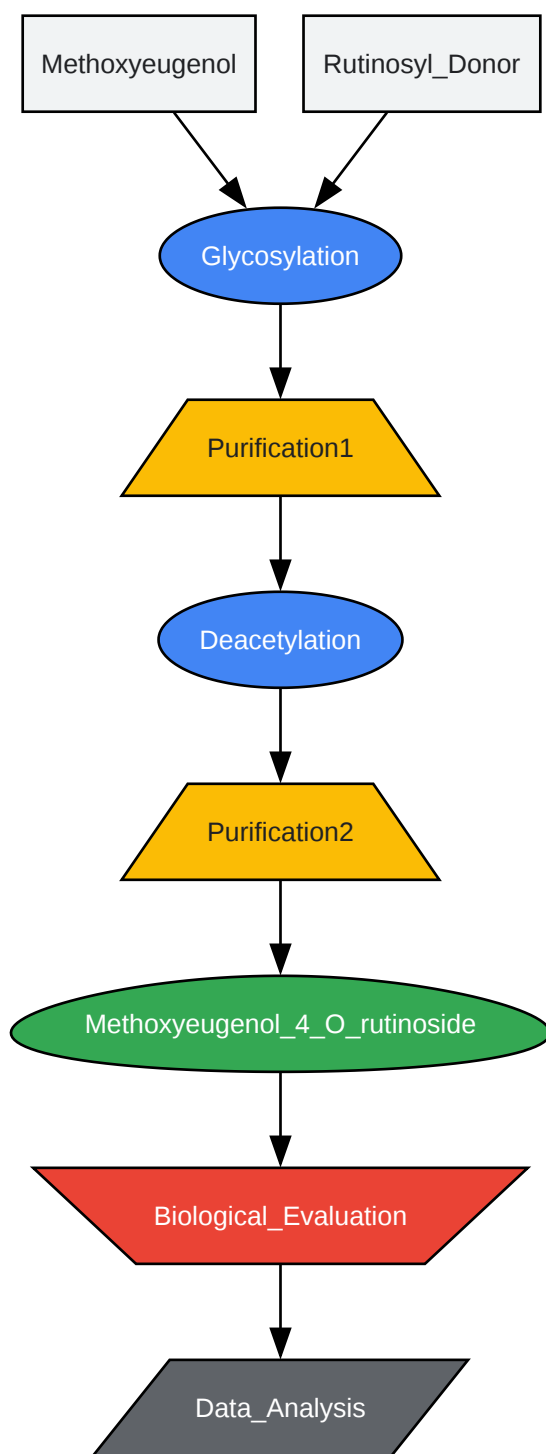 Methoxyeugenol
Rutinosyl_Donor
Glycosylation
Purification1
Deacetylation
Purification2
Methoxyeugenol_4_O_rutinoside
Biological_Evaluation
Data_Analysis